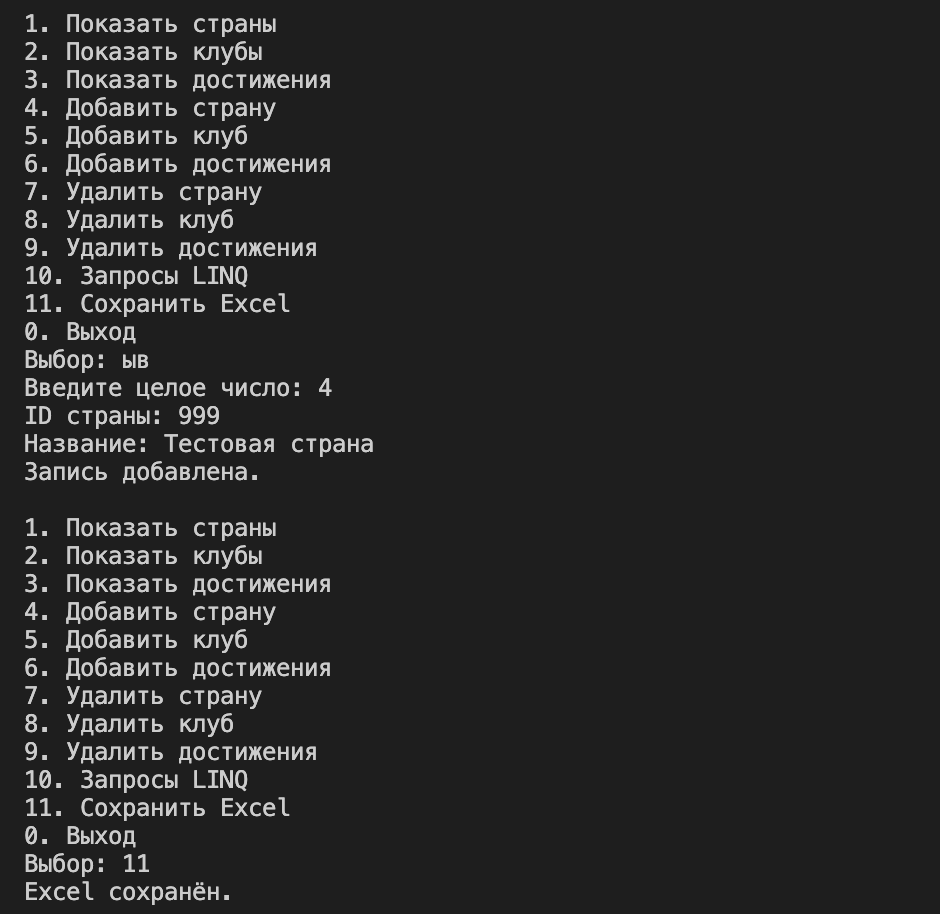 1. Показать страны
2. Показать клубы
3. Показать достижения
4. Добавить страну
5. Добавить клуб
6. Добавить достижения
7. Удалить страну
8. Удалить клуб
9. Удалить достижения
10. Запросы LINQ
11. Сохранить Excel
0. Выход
Выбор: ыв
Введите целое число: 4
ID страны: 999
Название: Тестовая страна
Запись добавлена.
1. Показать страны
2. Показать клубы
3. Показать достижения
4. Добавить страну
5. Добавить клуб
6. Добавить достижения
7. Удалить страну
8. Удалить клуб
9. Удалить достижения
10. Запросы LINQ
11. Сохранить Excel
0. Выход
Выбор: 11
Excel сохранён.